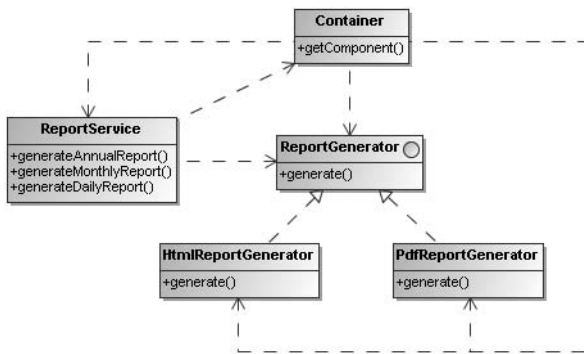 Container
+getComponent()
ReportService
+generateAnnualReport()
+generateMonthlyReport()
+generateDailyReport()
ReportGenerator
+generate()
HtmlReportGenerator
+generate()
PdfReportGenerator
+generate()